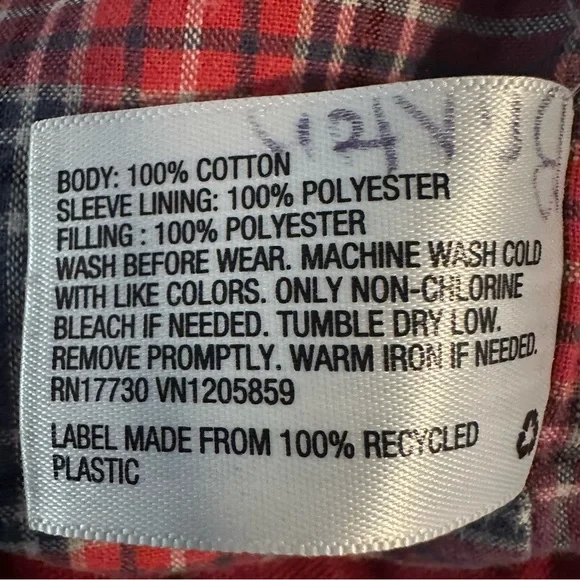 BODY: 100% COTTON
SLEEVE LINING: 100% POLYESTER
FILLING : 100% POLYESTER
WASH BEFORE WEAR. MACHINE WASH COLD
WITH LIKE COLORS. ONLY NON-CHLORINE
BLEACH IF NEEDED. TUMBLE DRY LOW.
REMOVE PROMPTLY. WARM IRON IF NEEDED.
RN17730 VN1205859
LABEL MADE FROM 100% RECYCLED
PLASTIC